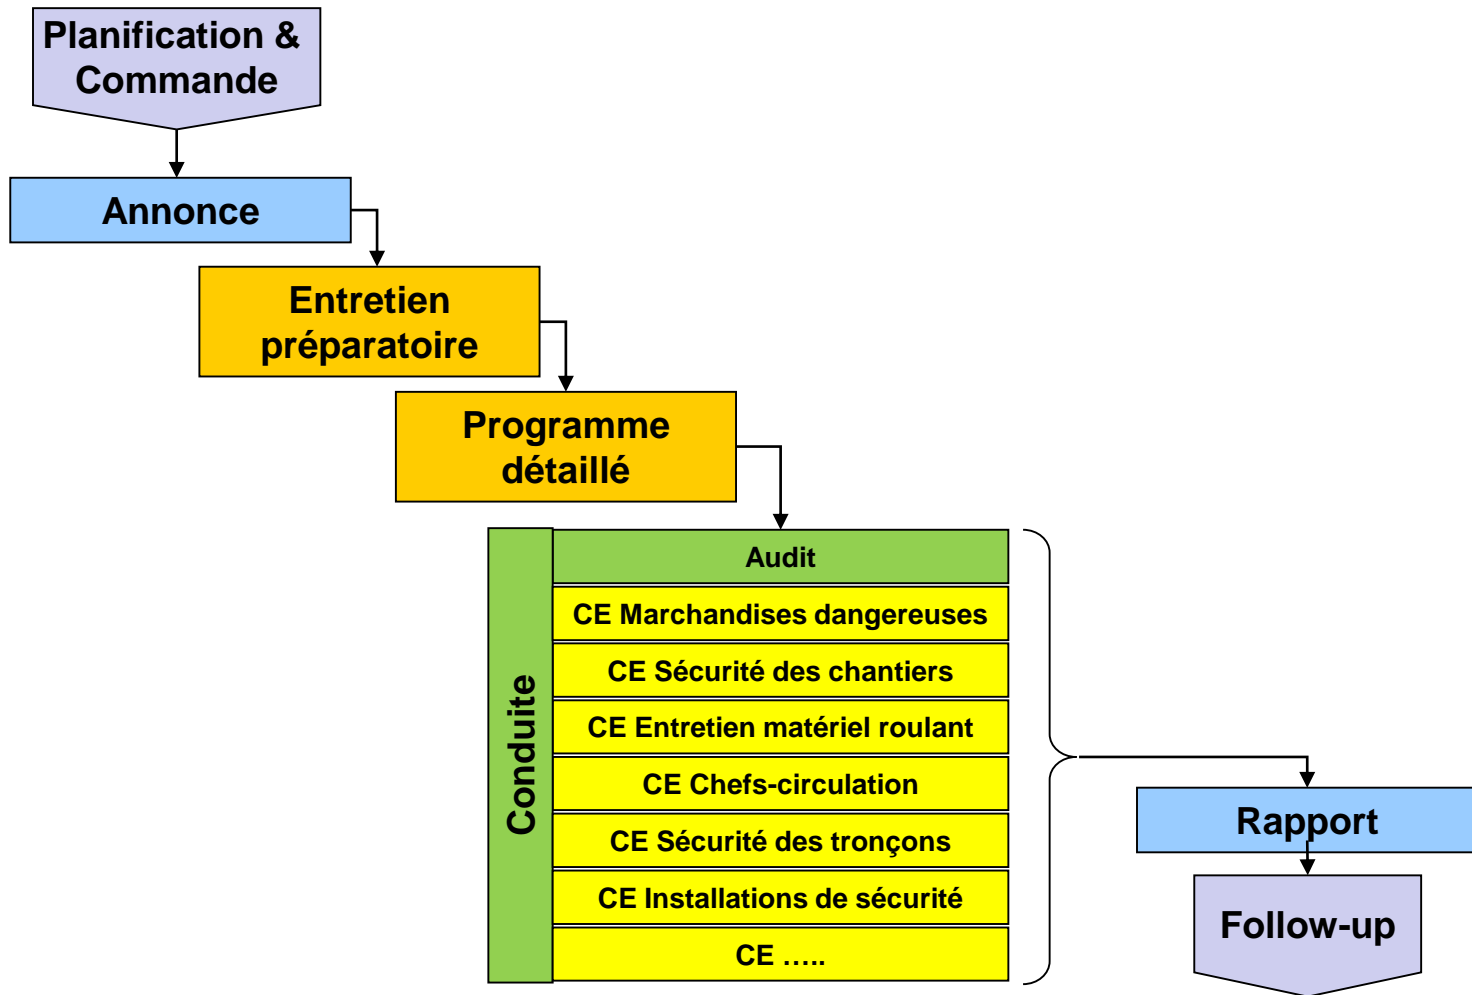 Planification &
Commande
Annonce
Entretien
préparatoire
Programme
détaillé
Conduite
Audit
CE Marchandises dangereuses
CE Sécurité des chantiers
CE Entretien matériel roulant
CE Chefs-circulation
CE Sécurité des tronçons
CE Installations de sécurité
CE …..
Rapport
Follow-up